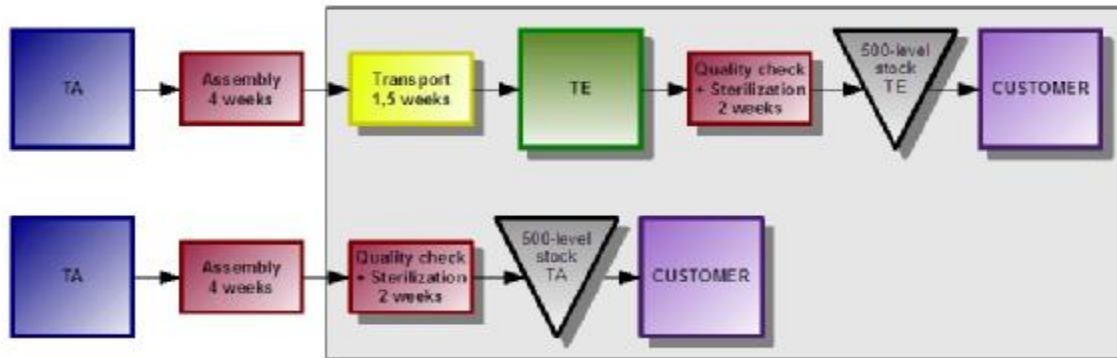 TA
Assembly
4 weeks
Transport
1,5 weeks
TE
Quality check
+ Sterilization
2 weeks
500-level
stock
TE
CUSTOMER
TA
Assembly
4 weeks
Quality check
+ Sterilization
2 weeks
500-level
stock
TA
CUSTOMER